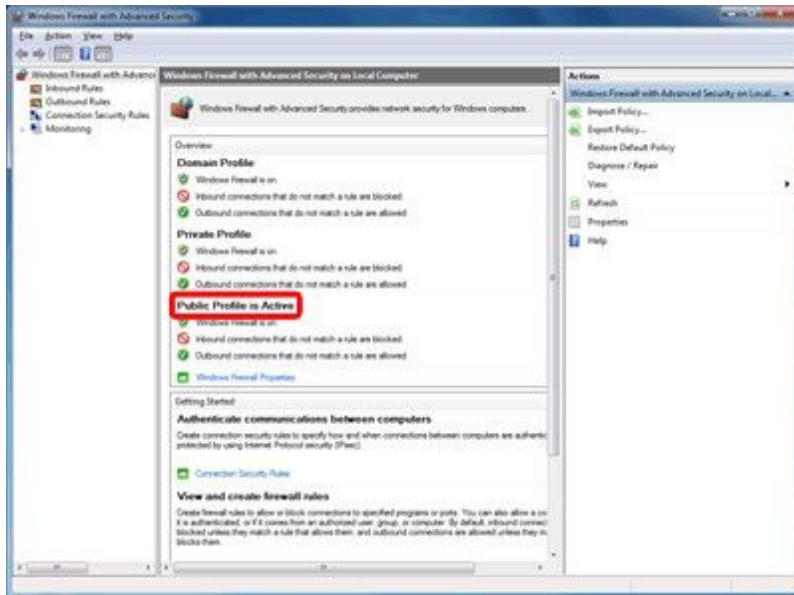 Windows Firewall with Advanced Security
File Action View Help
Windows Firewall with Advanc
Inbound Rules
Outbound Rules
Connection Security Rules
Monitoring
Windows Firewall with Advanced Security on Local Computer
Windows Firewall with Advanced Security provides network security for Windows computers.
Overview
Domain Profile
Windows Firewall is on.
Inbound connections that do not match a rule are blocked.
Outbound connections that do not match a rule are allowed.
Private Profile
Windows Firewall is on.
Inbound connections that do not match a rule are blocked.
Outbound connections that do not match a rule are allowed.
Public Profile is Active
Windows Firewall is on.
Inbound connections that do not match a rule are blocked.
Outbound connections that do not match a rule are allowed.
Windows Firewall Properties
Getting Started
Authenticate communications between computers
Create connection security rules to specify how and when connections between computers are authentic
protected by using Internet Protocol security (IPsec).
Connection Security Rules
View and create firewall rules
Create firewall rules to allow or block connections to specified programs or ports. You can also allow a co
it is authenticated, or if it comes from an authorized user, group, or computer. By default, inbound connec
blocked unless they match a rule that allows them, and outbound connections are allowed unless they m
blocks them.
Actions
Windows Firewall with Advanced Security on Local...
Import Policy...
Export Policy...
Restore Default Policy
Diagnose / Repair
View
Refresh
Properties
Help